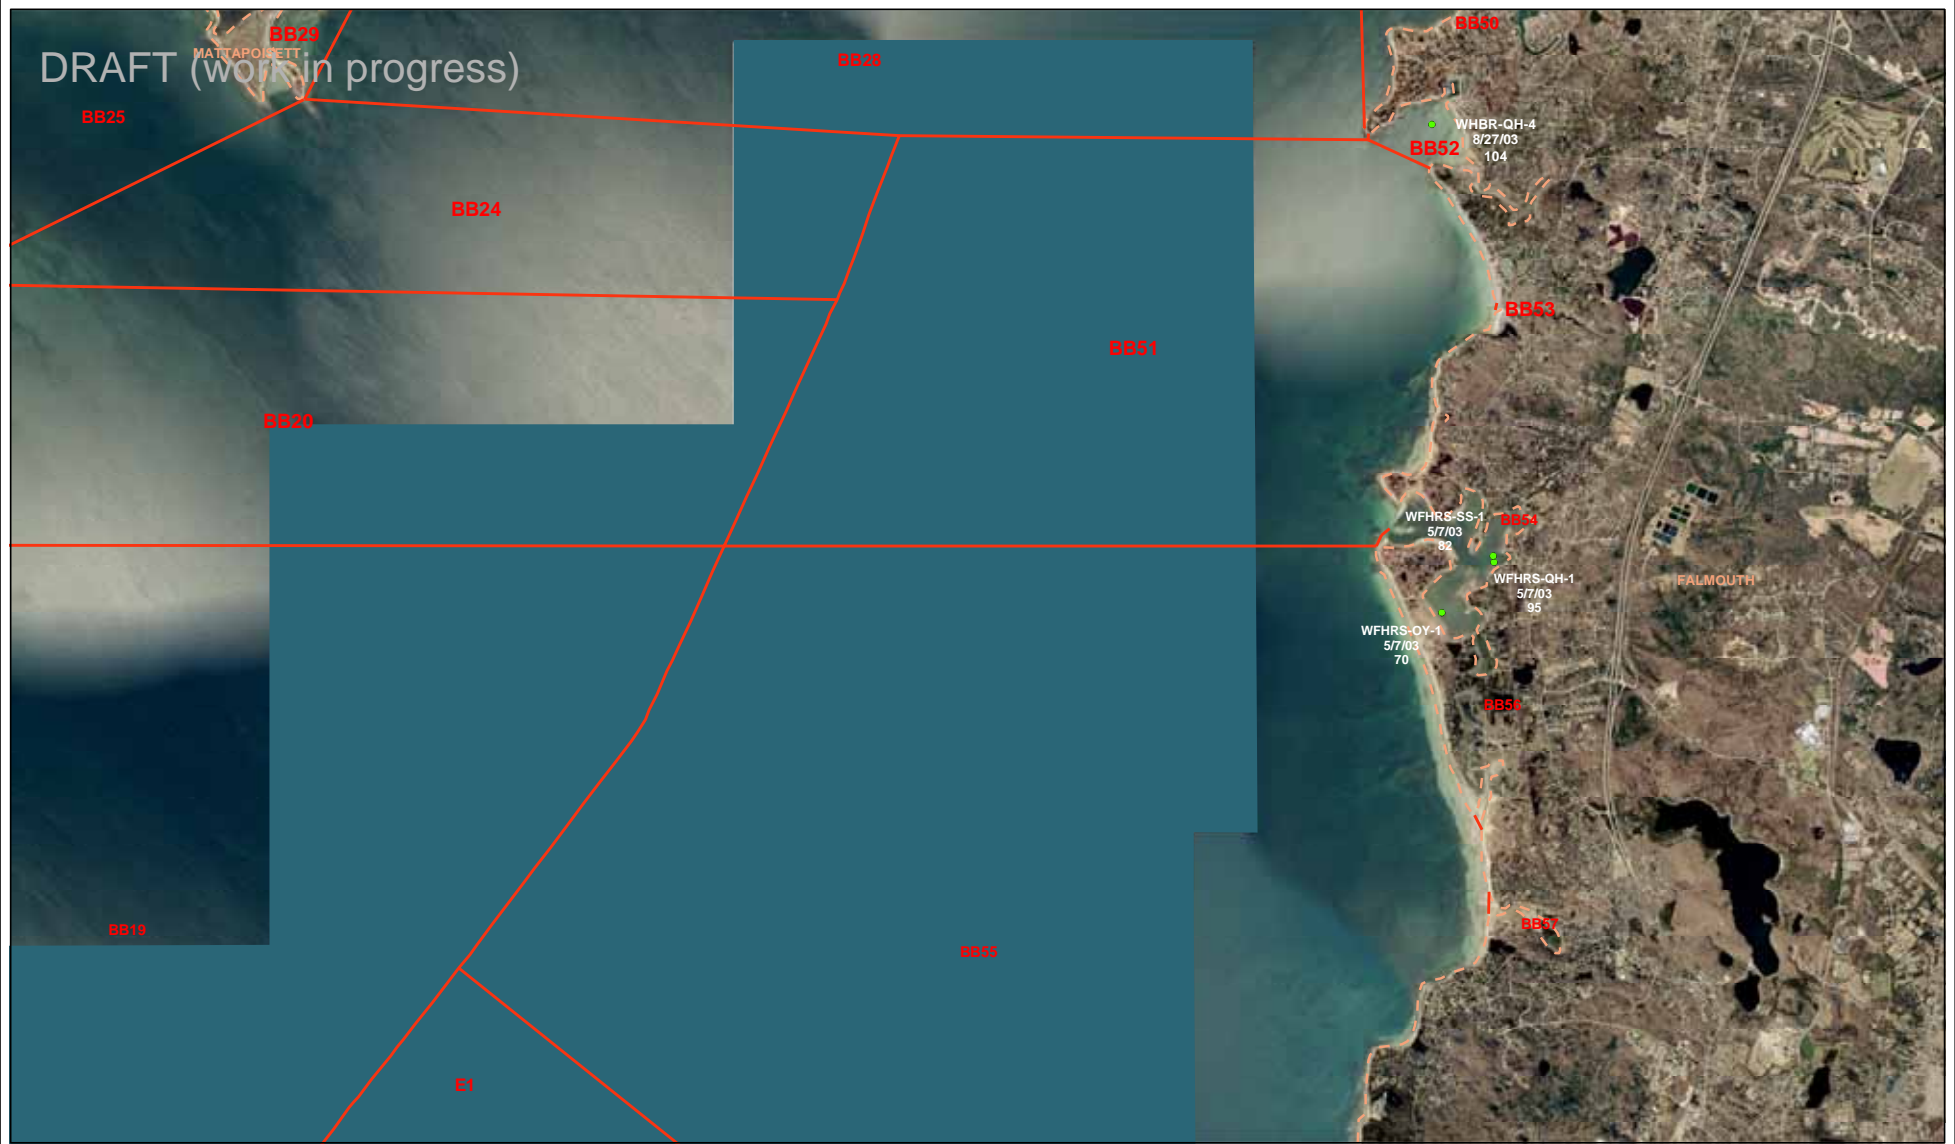 BB29
MATTAPOISETT
DRAFT (work in progress)
BB25
BB28
BB50
WHBR-QH-4
8/27/03
104
BB52
BB24
BB53
BB51
BB20
WFHRS-SS-1
5/7/03
82
BB54
WFHRS-QH-1
5/7/03
95
FALMOUTH
WFHRS-OY-1
5/7/03
70
BB56
BB19
BB55
BB57
E1